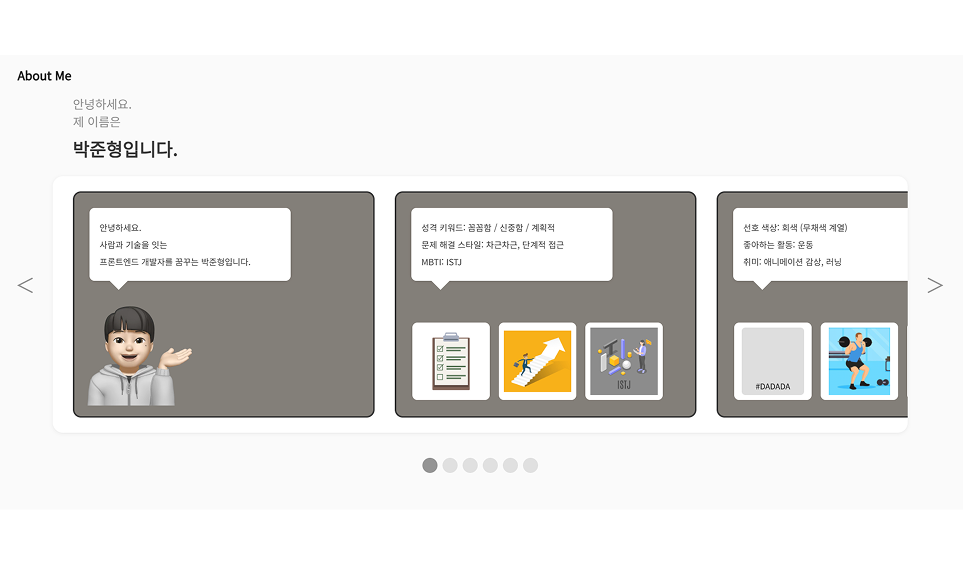 About Me
안녕하세요.
제 이름은
박준형입니다.
안녕하세요.
사람과 기술을 잇는
프론트엔드 개발자를 꿈꾸는 박준형입니다.
성격 키워드: 꼼꼼함 / 신중함 / 계획적
문제 해결 스타일: 차근차근, 단계적 접근
MBTI: ISTJ
ISTJ
선호 색상: 회색 (무채색 계열)
좋아하는 활동: 운동
취미: 애니메이션 감상, 러닝
#DADADA